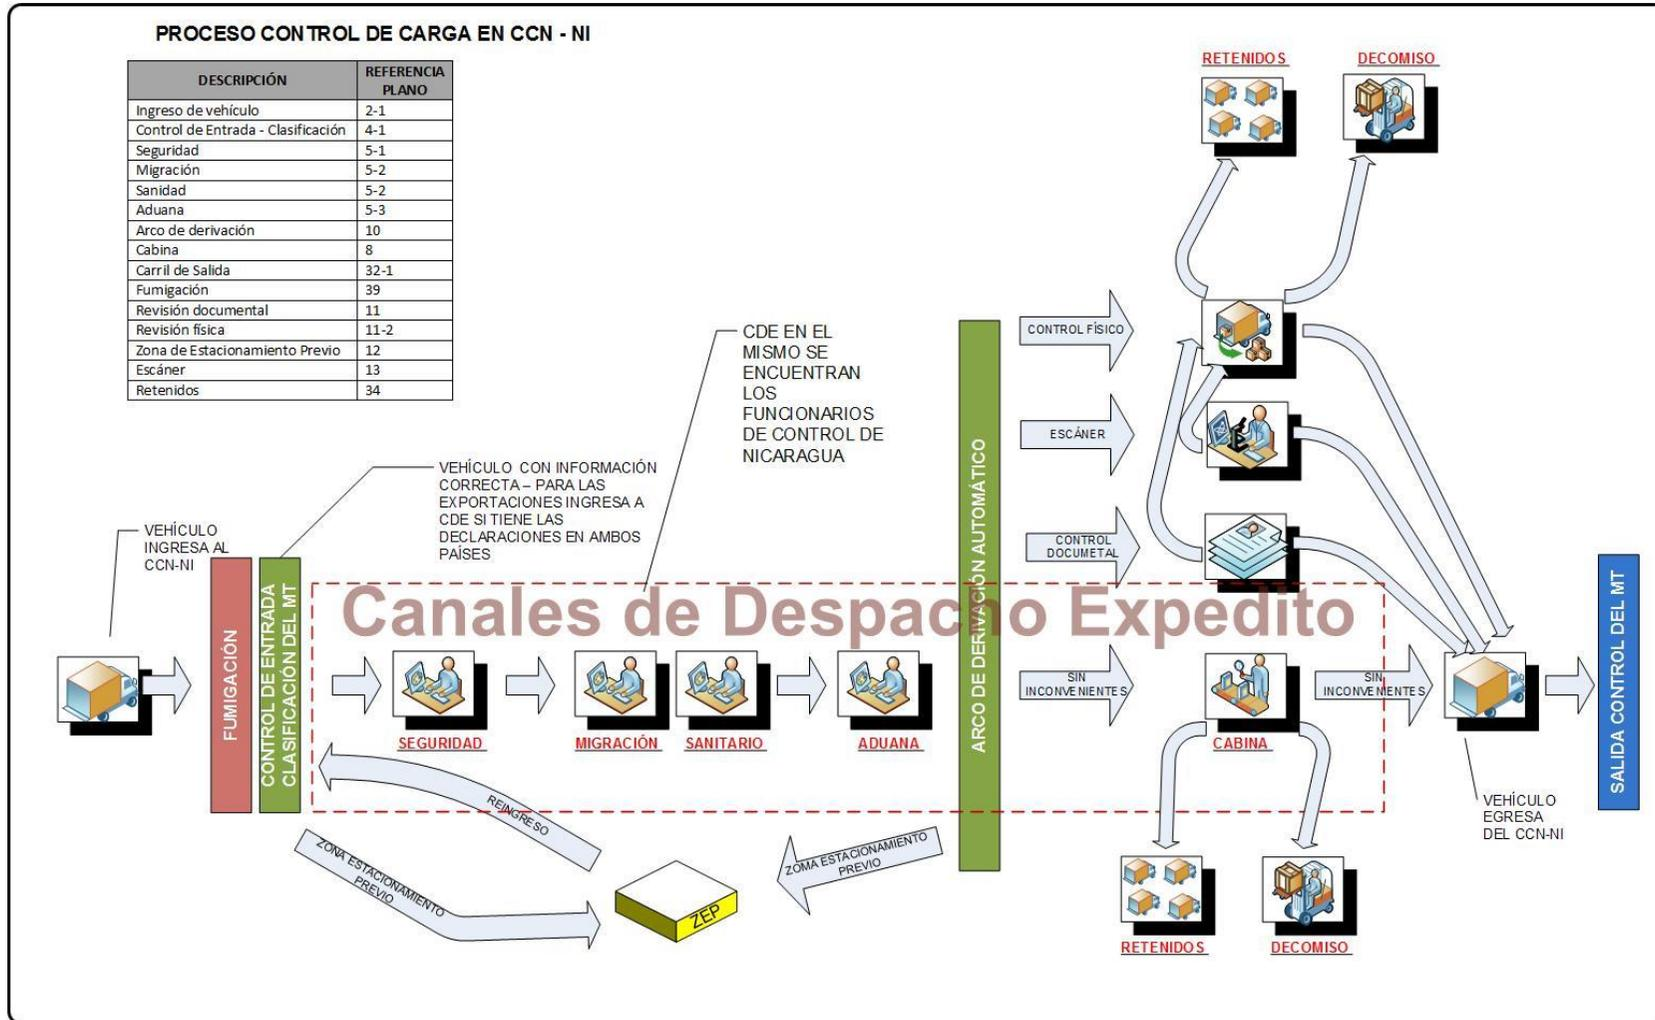 PROCESO CONTROL DE CARGA EN CCN - NI
DESCRIPCIÓN REFERENCIA PLANO
Ingreso de vehículo 2-1
Control de Entrada - Clasificación 4-1
Seguridad 5-1
Migración 5-2
Sanidad 5-2
Aduana 5-3
Arco de derivación 10
Cabina 8
Carril de Salida 32-1
Fumigación 39
Revisión documental 11
Revisión física 11-2
Zona de Estacionamiento Previo 12
Escáner 13
Retenidos 34
RETENIDOS
DECOMISO
CONTROL FÍSICO
ESCÁNER
CONTROL
DOCUMETAL
CDE EN EL
MISMO SE
ENCUENTRAN
LOS
FUNCIONARIOS
DE CONTROL DE
NICARAGUA
VEHÍCULO CON INFORMACIÓN
CORRECTA – PARA LAS
EXPORTACIONES INGRESA A
CDE SI TIENE LAS
DECLARACIONES EN AMBOS
PAÍSES
VEHÍCULO
INGRESA AL
CCN-NI
FUMIGACIÓN
CONTROL DE ENTRADA
CLASIFICACIÓN DEL MT
Canales de Despacho Expedito
SEGURIDAD
MIGRACIÓN
SANITARIO
ADUANA
ARCO DE DERIVACIÓN AUTOMÁTICO
SIN
INCONVENIENTES
CABINA
SIN
INCONVENIENTES
SALIDA CONTROL DEL MT
VEHÍCULO
EGRESA
DEL CCN-NI
REINGRESO
ZONA ESTACIONAMIENTO
PREVIO
ZOMA ESTACIONAMIENTO
PREVIO
ZEP
RETENIDOS
DECOMISO